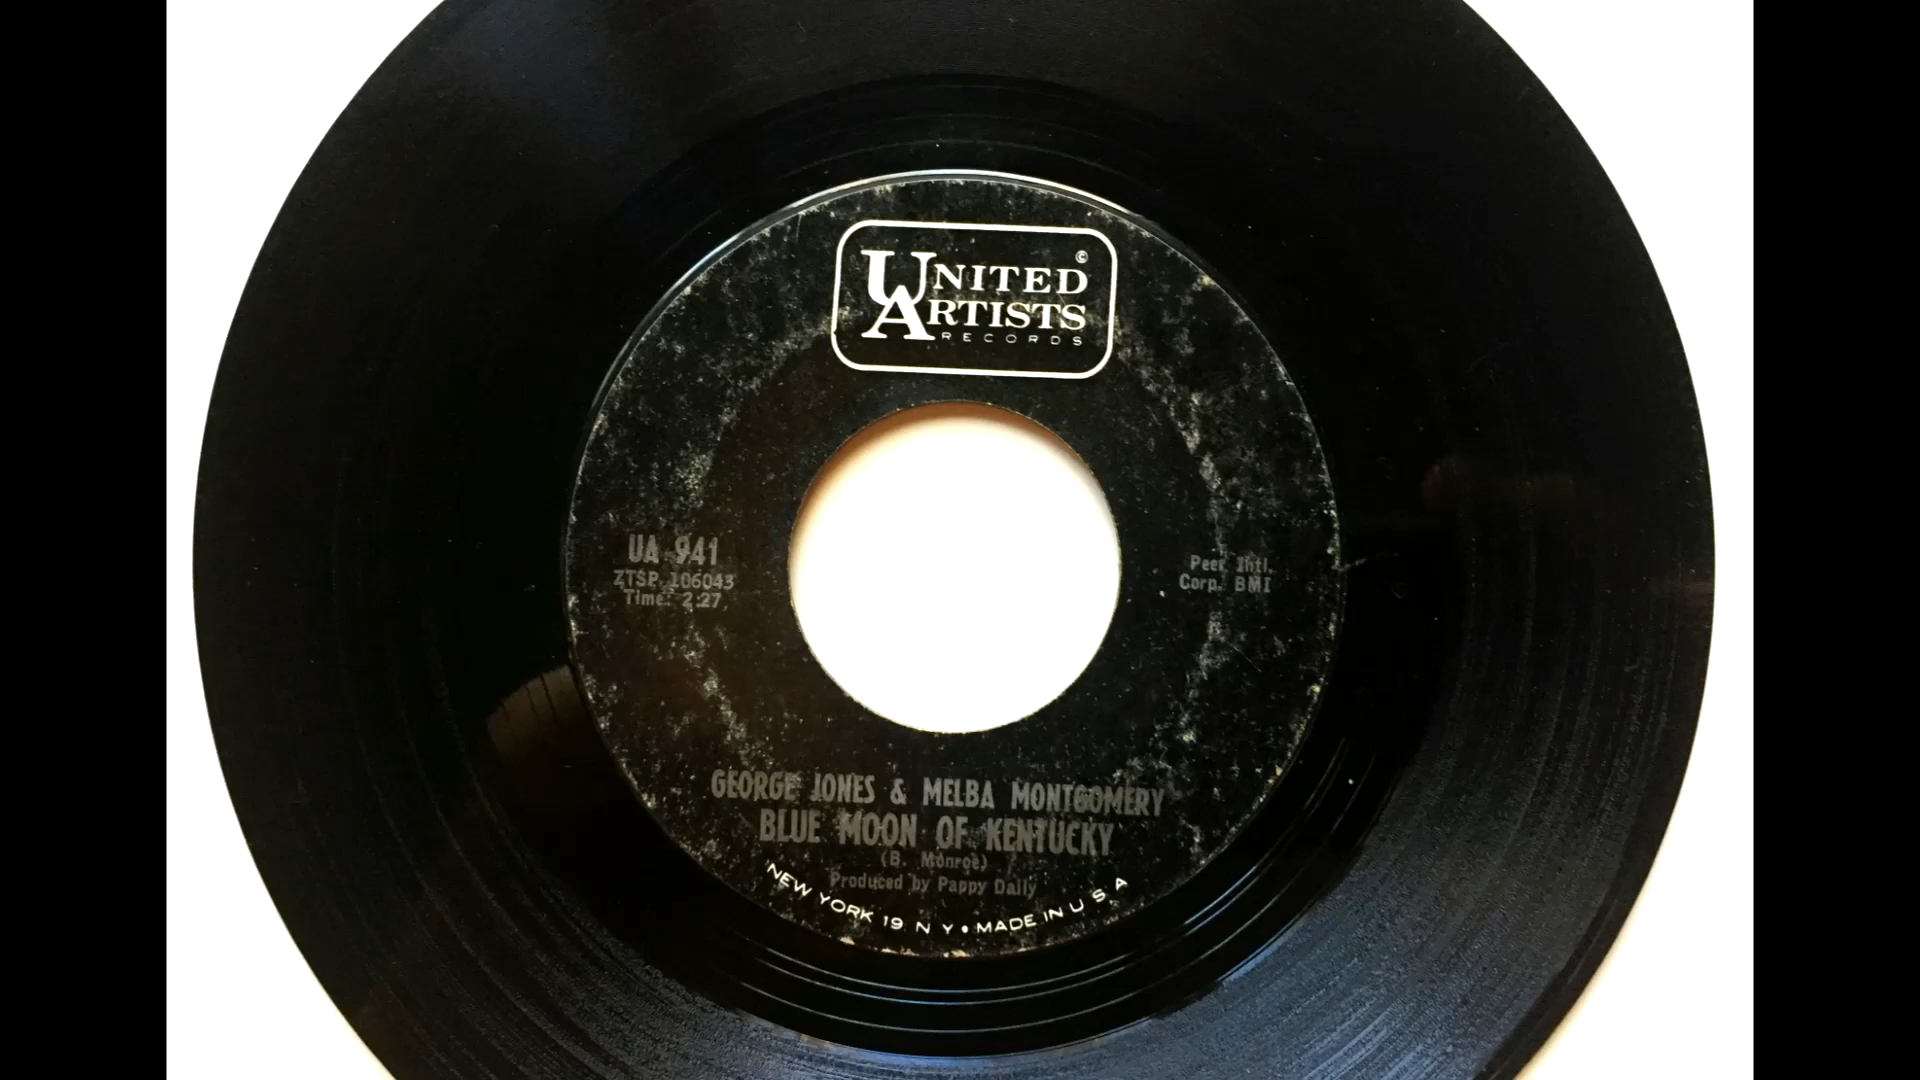 ©
UNITED
ARTISTS
RECORDS
UA 941
ZTSP 106043
Time: 2:27
Peer Intl.
Corp. BMI
GEORGE JONES & MELBA MONTGOMERY
BLUE MOON OF KENTUCKY
(B. Monroe)
Produced by Pappy Daily
NEW YORK 19 N Y • MADE IN U S A